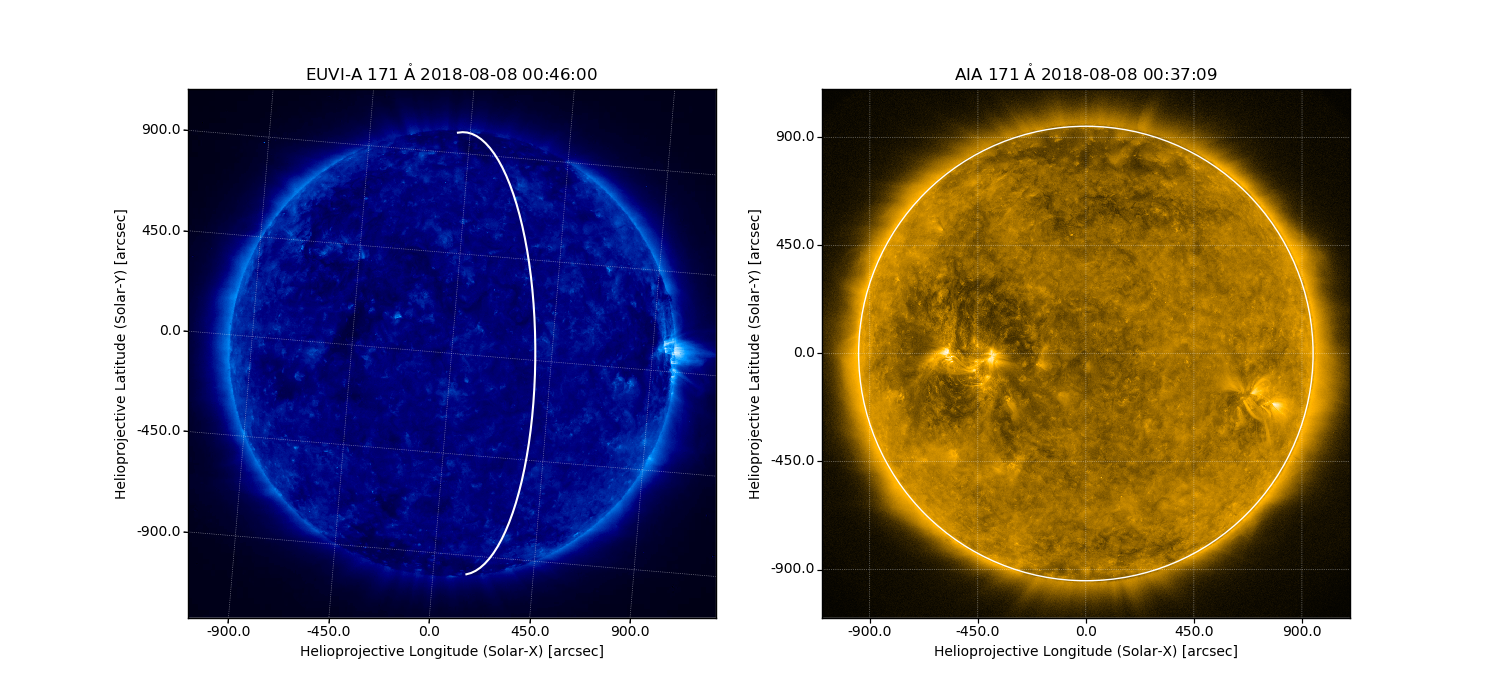 EUVI-A 171 Å 2018-08-08 00:46:00
900.0
450.0
0.0
-450.0
-900.0
Helioprojective Latitude (Solar-Y) [arcsec]
-900.0 -450.0 0.0 450.0 900.0
Helioprojective Longitude (Solar-X) [arcsec]
AIA 171 Å 2018-08-08 00:37:09
900.0
450.0
0.0
-450.0
-900.0
Helioprojective Latitude (Solar-Y) [arcsec]
-900.0 -450.0 0.0 450.0 900.0
Helioprojective Longitude (Solar-X) [arcsec]